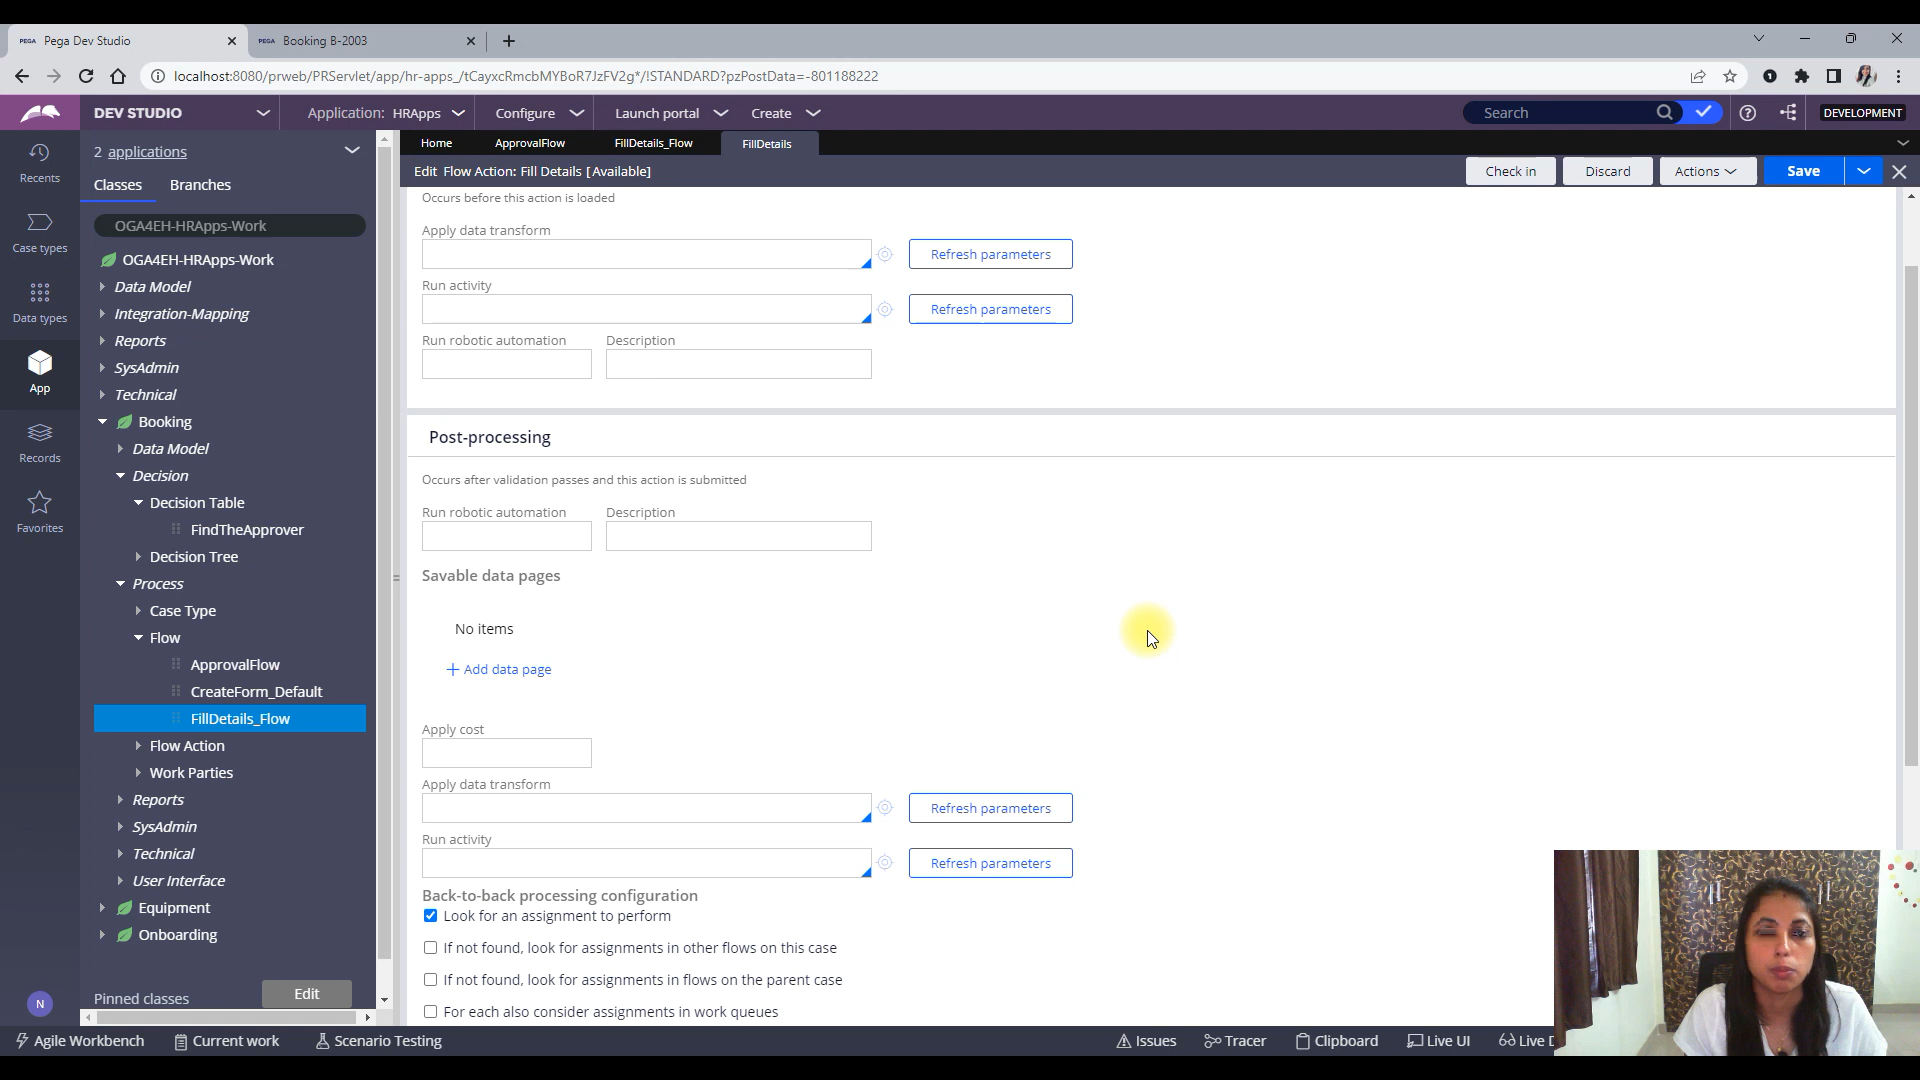 PEGA Pega Dev Studio
PEGA Booking B-2003
localhost:8080/prweb/PRServlet/app/hr-apps_/tCayxcRmcbMYBoR7JzFV2g*/!STANDARD?pzPostData=-801188222
DEV STUDIO
Application: HRApps
Configure
Launch portal
Create
Search
DEVELOPMENT
Recents
Case types
Data types
App
Records
Favorites
N
2 applications
Classes
Branches
OGA4EH-HRApps-Work
OGA4EH-HRApps-Work
Data Model
Integration-Mapping
Reports
SysAdmin
Technical
Booking
Data Model
Decision
Decision Table
FindTheApprover
Decision Tree
Process
Case Type
Flow
ApprovalFlow
CreateForm_Default
FillDetails_Flow
Flow Action
Work Parties
Reports
SysAdmin
Technical
User Interface
Equipment
Onboarding
Pinned classes
Edit
Home
ApprovalFlow
FillDetails_Flow
FillDetails
Edit Flow Action: Fill Details [Available]
Check in
Discard
Actions
Save
Occurs before this action is loaded
Apply data transform
Refresh parameters
Run activity
Refresh parameters
Run robotic automation
Description
Post-processing
Occurs after validation passes and this action is submitted
Run robotic automation
Description
Savable data pages
No items
+ Add data page
Apply cost
Apply data transform
Refresh parameters
Run activity
Refresh parameters
Back-to-back processing configuration
Look for an assignment to perform
If not found, look for assignments in other flows on this case
If not found, look for assignments in flows on the parent case
For each also consider assignments in work queues
Agile Workbench
Current work
Scenario Testing
Issues
Tracer
Clipboard
Live UI
Live